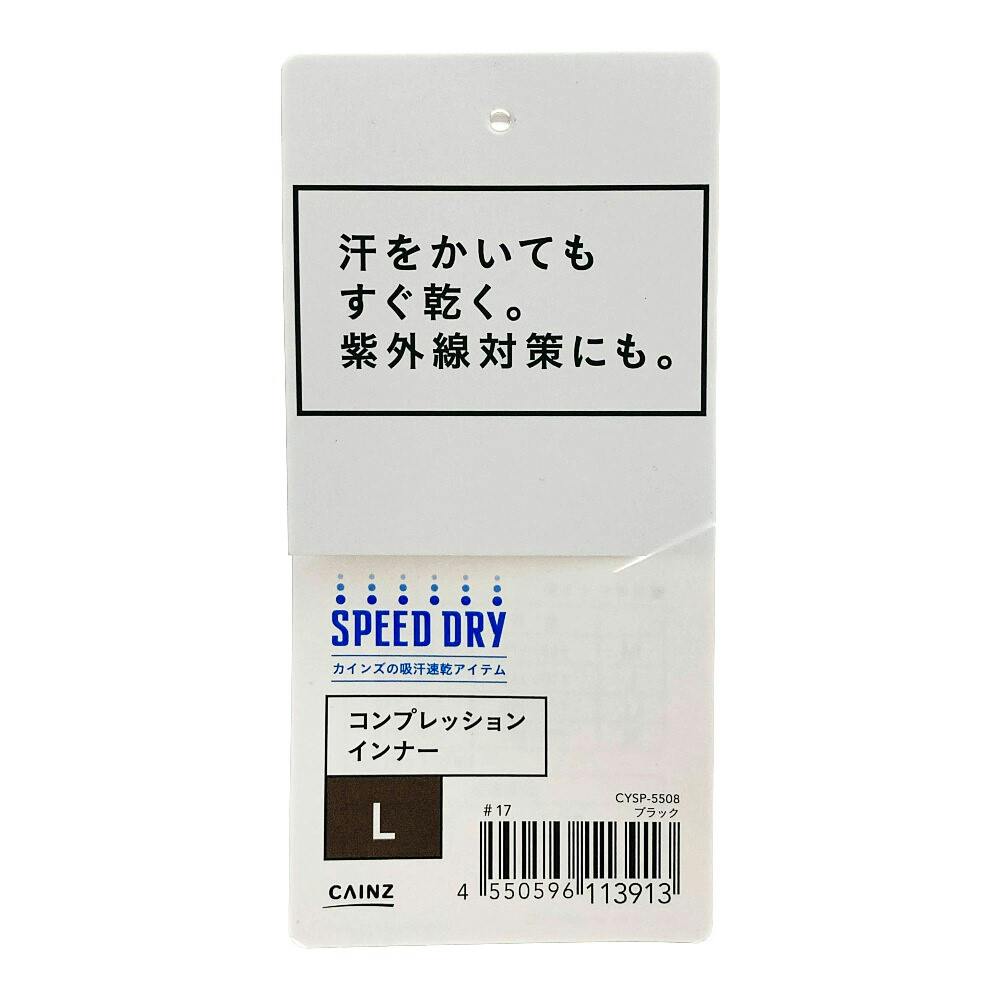 汗をかいても
すぐ乾く。
紫外線対策にも。
SPEED DRY
カインズの吸汗速乾アイテム
コンプレッション
インナー
L
CAINZ
CYSP-5508
#17 ブラック
4 550596 113913